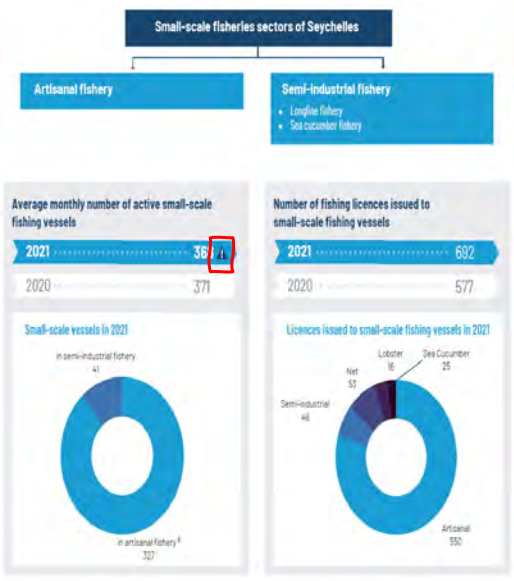 Small-scale fisheries sectors of Seychelles
Artisanal fishery
Semi-industrial fishery
• Longline fishery
• Sea cucumber fishery
Average monthly number of active small-scale
fishing vessels
2021
2020 371
Number of fishing licences issued to
small-scale fishing vessels
2021 692
2020 577
Small-scale vessels in 2021
in semi-industrial fishery
41
in artisanal fishery
327
Licences issued to small-scale fishing vessels in 2021
Lobster
16
Sea Cucumber
25
Net
53
Semi-industrial
48
Artisanal
550